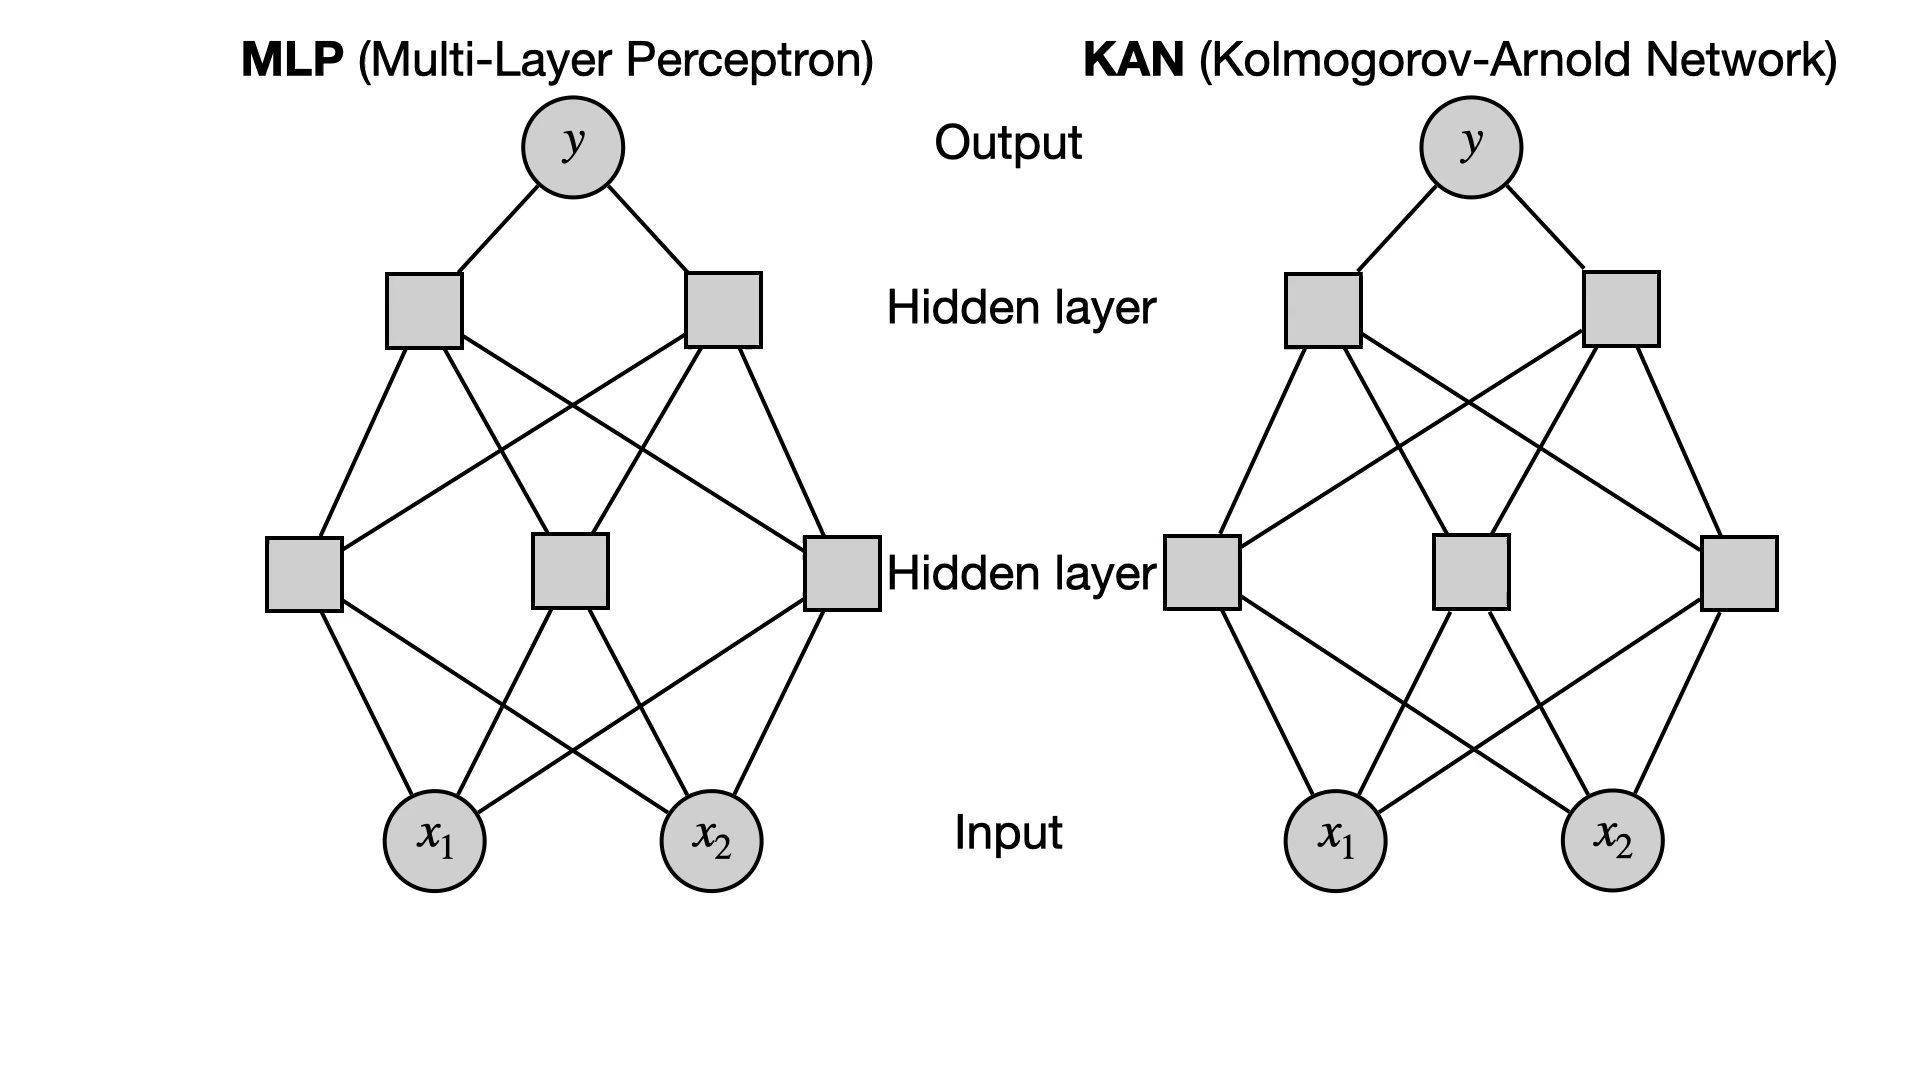 MLP (Multi-Layer Perceptron)
KAN (Kolmogorov-Arnold Network)
y
Output
y
Hidden layer
Hidden layer
x₁
x₂
Input
x₁
x₂